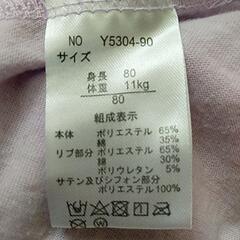 NO Y5304-90
サイズ
身長 80
体重 11kg
80
組成表示
本体 ポリエステル 65%
綿 35%
リブ部分 ポリエステル 65%
綿 30%
ポリウレタン 5%
サテン及びシフォン部分
ポリエステル100%